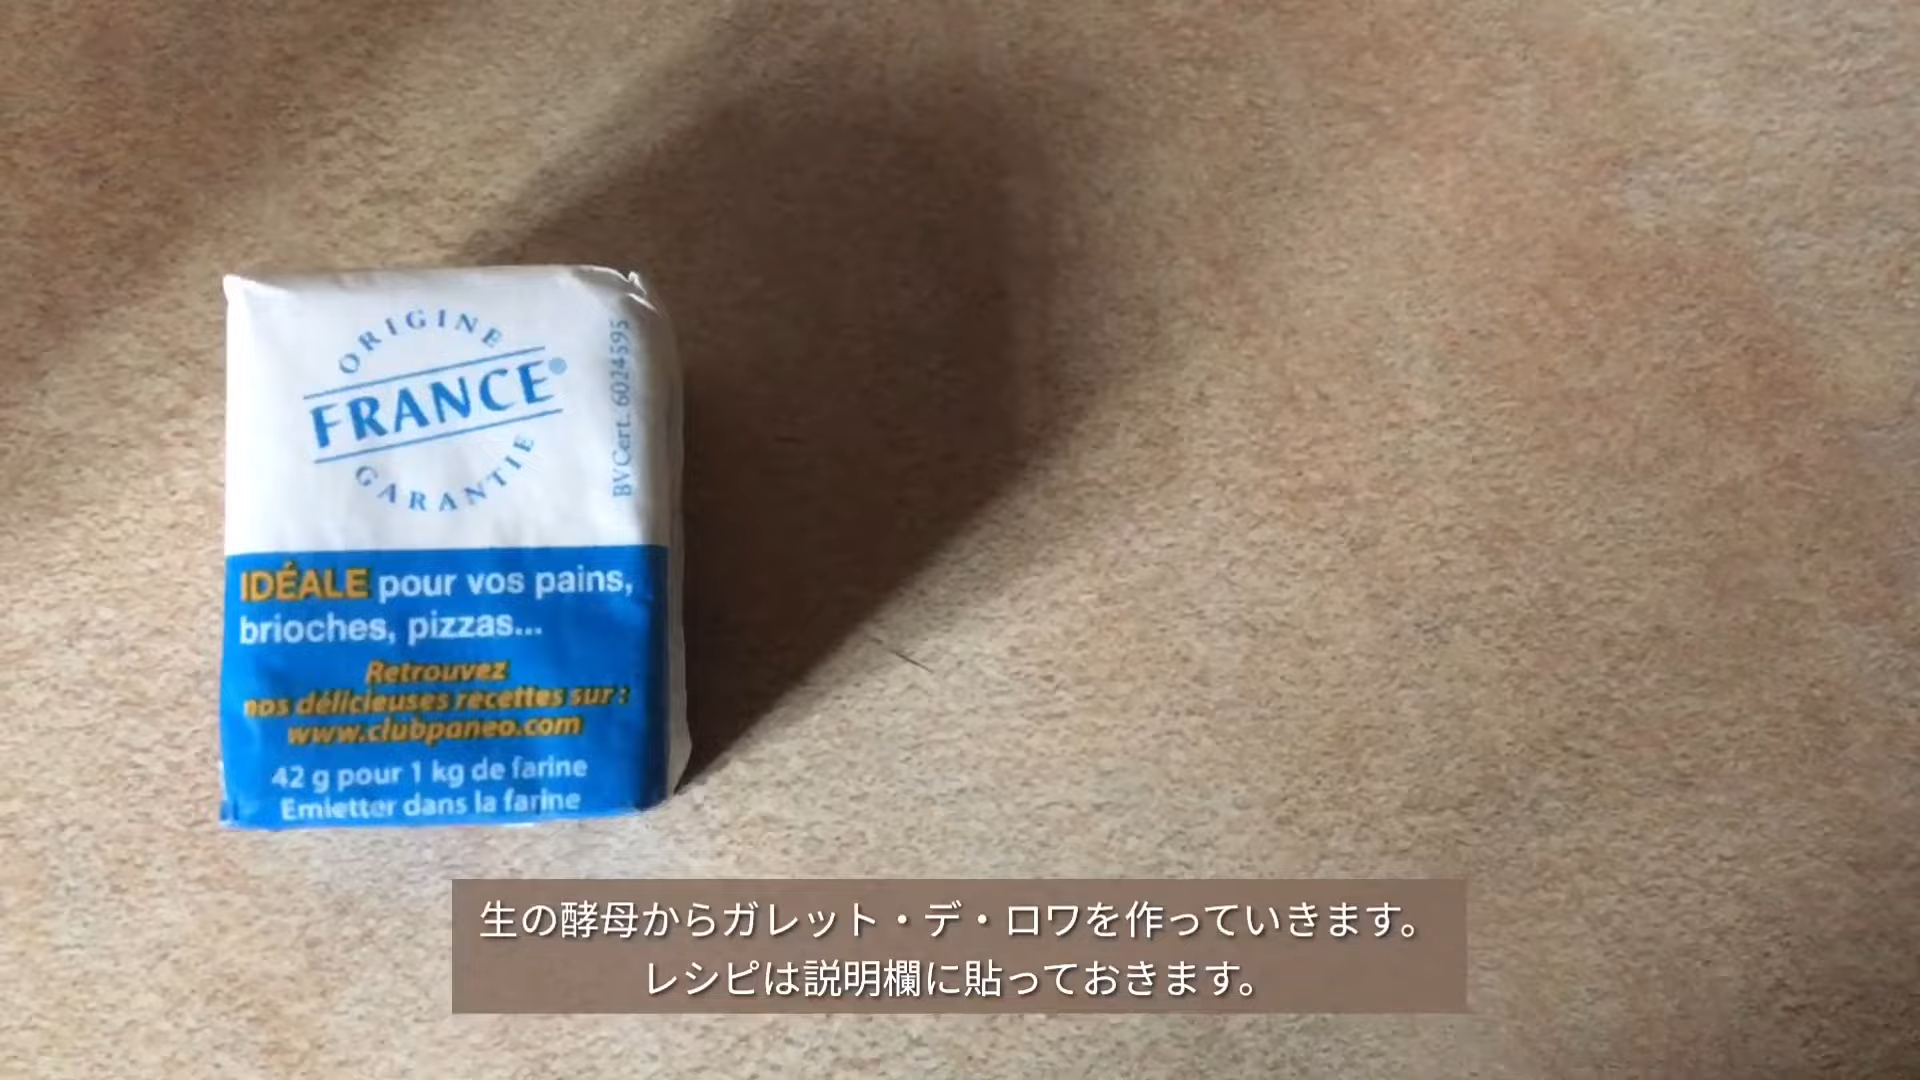 ORIGINE
FRANCE®
GARANTIE
BVCert. 6024595
IDÉALE pour vos pains,
brioches, pizzas...
Retrouvez
nos délicieuses recettes sur :
www.clubpaneo.com
42 g pour 1 kg de farine
Emietter dans la farine
生の酵母からガレット・デ・ロワを作っていきます。
レシピは説明欄に貼っておきます。